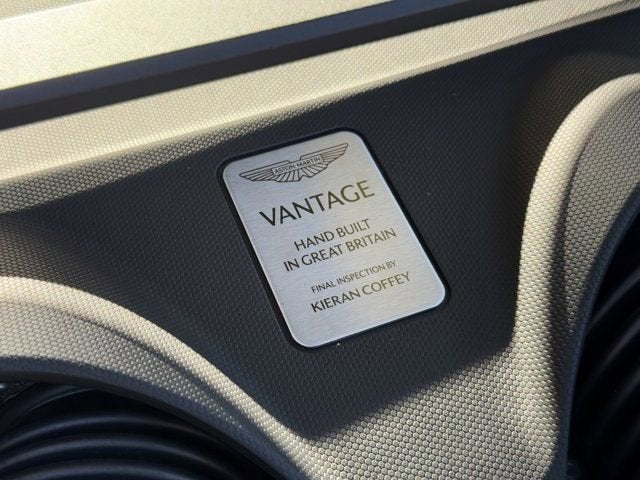 ASTON MARTIN
VANTAGE
HAND BUILT
IN GREAT BRITAIN
FINAL INSPECTION BY
KIERAN COFFEY